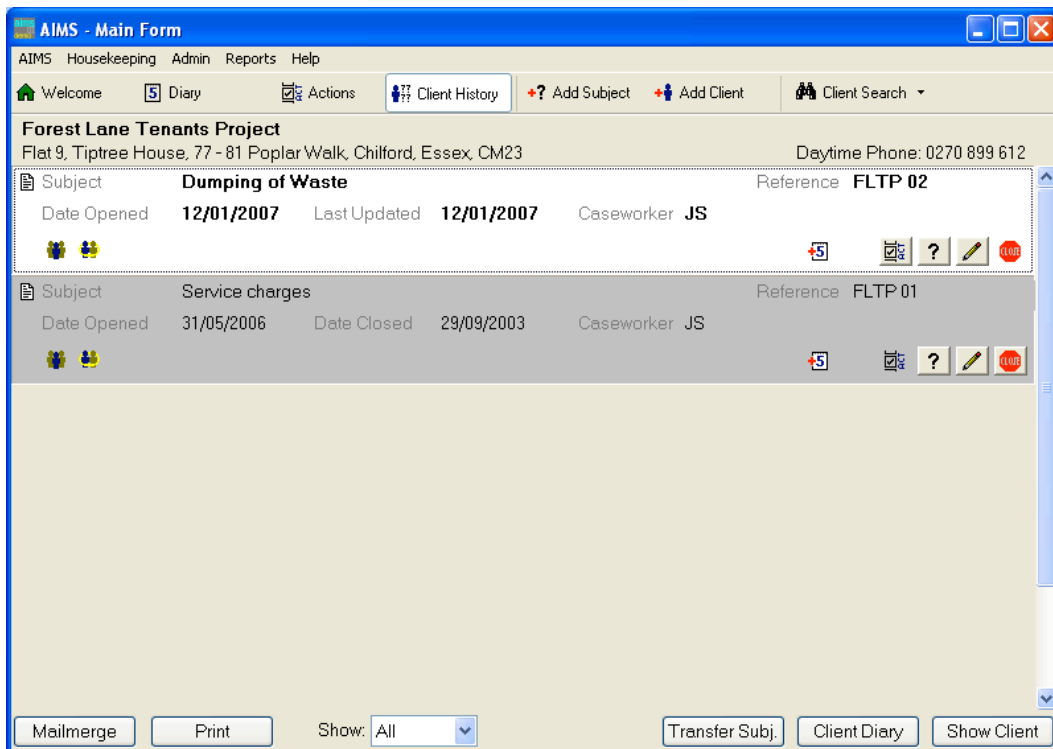 AIMS - Main Form
AIMS Housekeeping Admin Reports Help
Welcome 5 Diary Actions Client History +? Add Subject Add Client Client Search
Forest Lane Tenants Project
Flat 9, Tiptree House, 77 - 81 Poplar Walk, Chilford, Essex, CM23 Daytime Phone: 0270 899 612
Subject Dumping of Waste Reference FLTP 02
Date Opened 12/01/2007 Last Updated 12/01/2007 Caseworker JS
+5 ACT ? CLOSE
Subject Service charges Reference FLTP 01
Date Opened 31/05/2006 Date Closed 29/09/2003 Caseworker JS
+5 ACT ? CLOSE
Mailmerge Print Show: All Transfer Subj. Client Diary Show Client